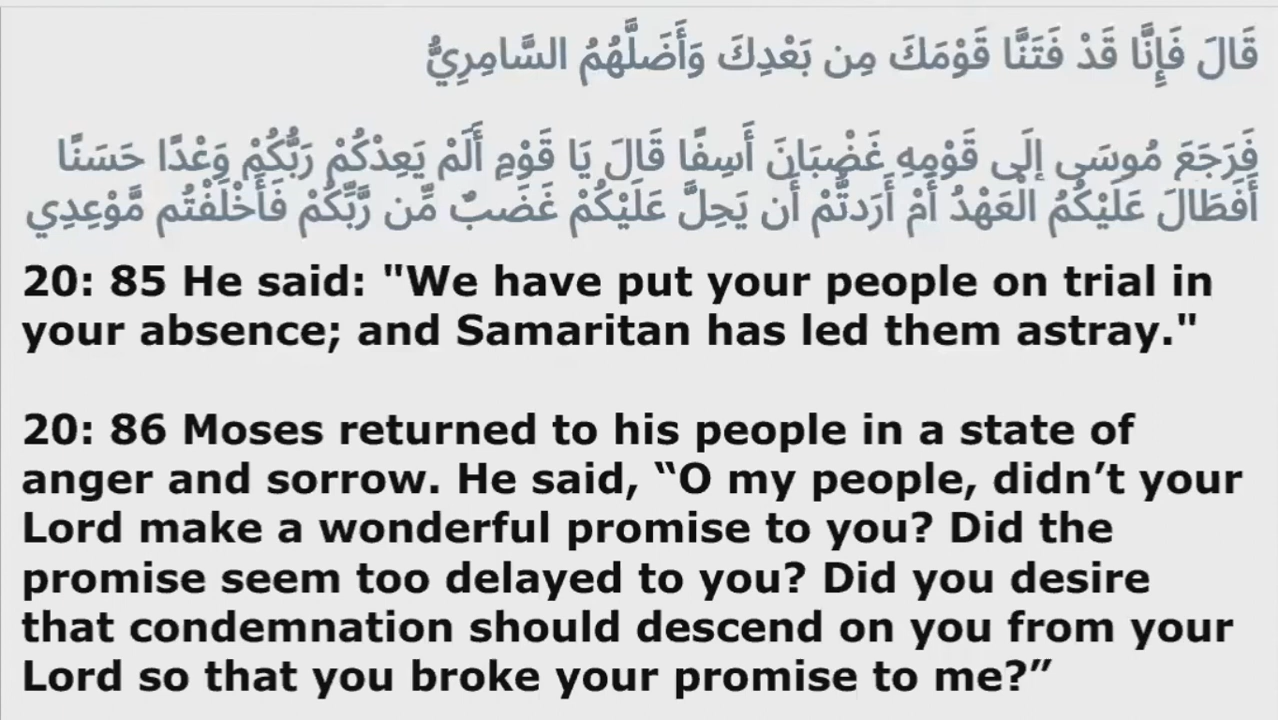 قَالَ فَإِنَّا قَدْ فَتَنَّا قَوْمَكَ مِن بَعْدِكَ وَأَضَلَّهُمُ السَّامِرِيُّ
فَرَجَعَ مُوسَى إِلَى قَوْمِهِ غَضْبَانَ أَسِفًا قَالَ يَا قَوْمِ أَلَمْ يَعِدْكُمْ رَبُّكُمْ وَعْدًا حَسَنًا
أَفَطَالَ عَلَيْكُمُ الْعَهْدُ أَمْ أَرَدتُّمْ أَن يَحِلَّ عَلَيْكُمْ غَضَبٌ مِّن رَّبِّكُمْ فَأَخْلَفْتُم مَّوْعِدِي
20: 85 He said: "We have put your people on trial in
your absence; and Samaritan has led them astray."
20: 86 Moses returned to his people in a state of
anger and sorrow. He said, “O my people, didn’t your
Lord make a wonderful promise to you? Did the
promise seem too delayed to you? Did you desire
that condemnation should descend on you from your
Lord so that you broke your promise to me?”